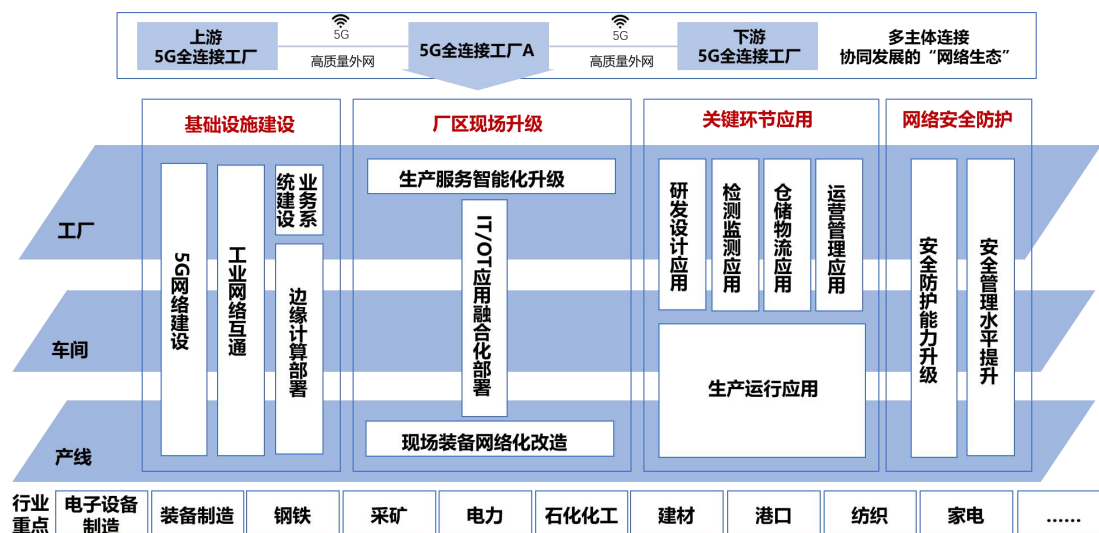 上游
5G全连接工厂
5G
高质量外网
5G全连接工厂A
5G
高质量外网
下游
5G全连接工厂
多主体连接
协同发展的“网络生态”
基础设施建设
厂区现场升级
关键环节应用
网络安全防护
工厂
车间
产线
5G网络建设
工业网络互通
业务系
统建设
边缘计算部署
生产服务智能化升级
IT/OT应用融合化部署
现场装备网络化改造
研发设计应用
检测监测应用
仓储物流应用
运营管理应用
生产运行应用
安全防护能力升级
安全管理水平提升
行业
重点
电子设备
制造
装备制造
钢铁
采矿
电力
石化化工
建材
港口
纺织
家电
......